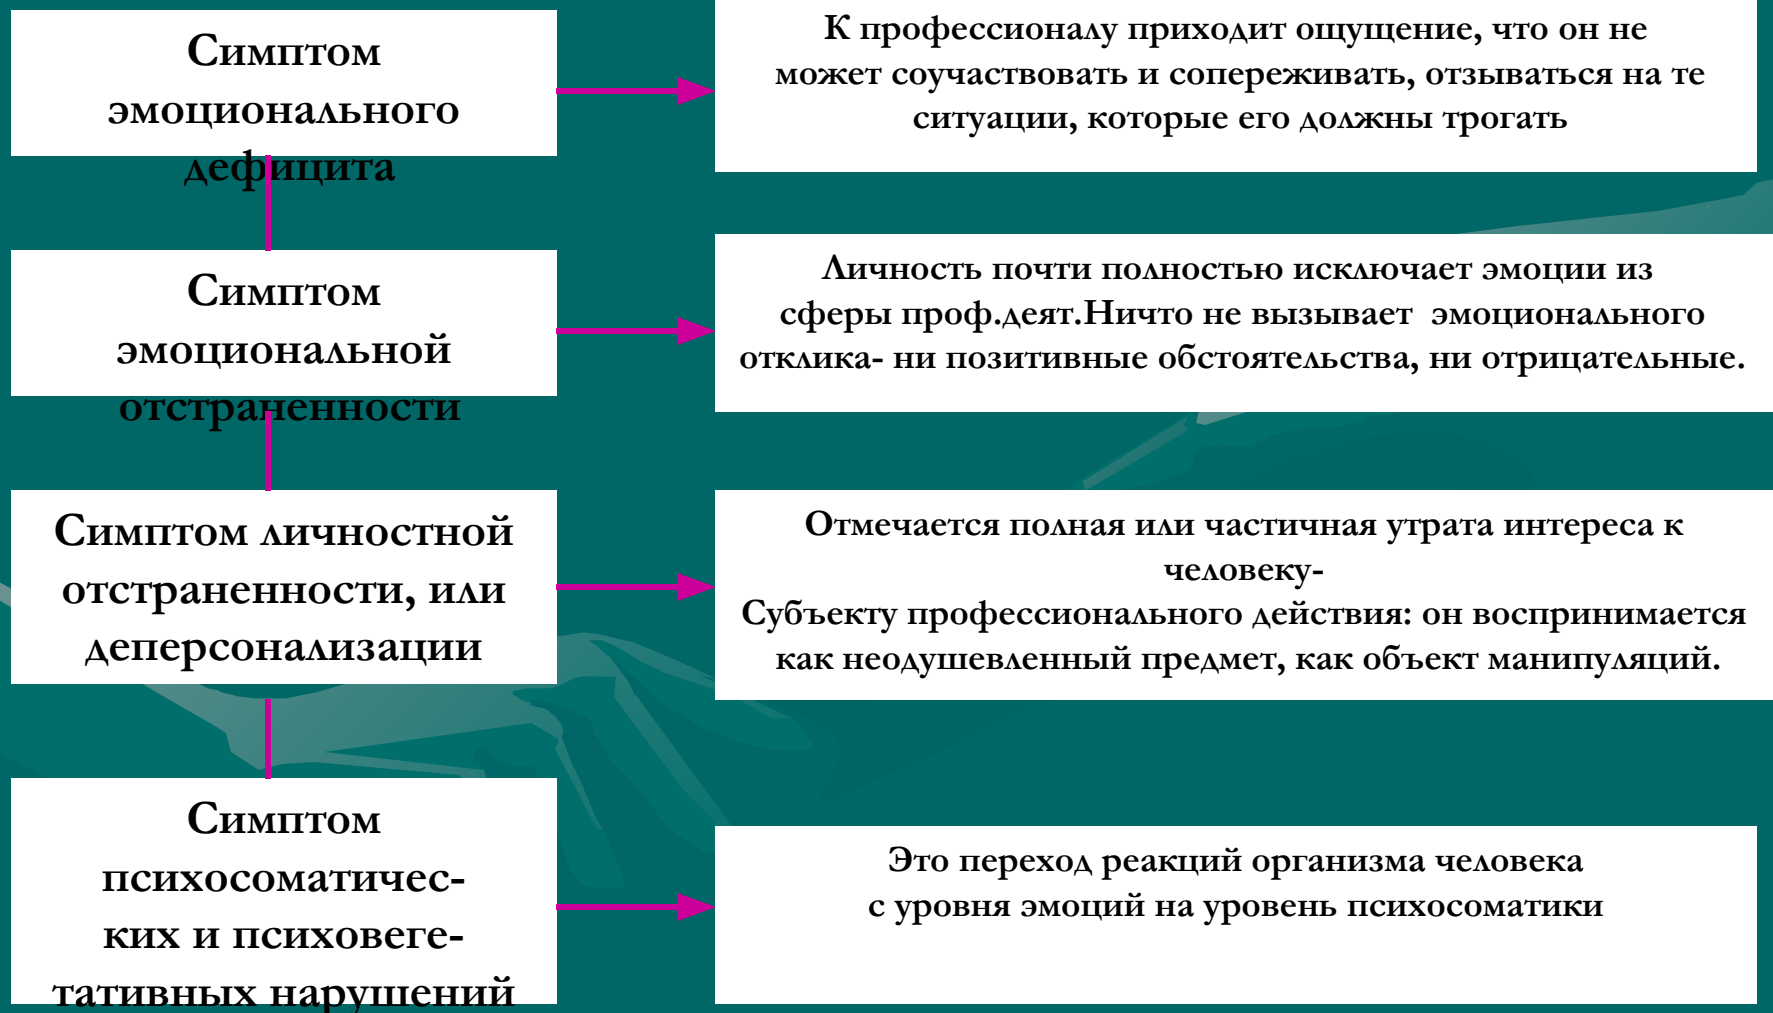 Симптом
эмоционального
дефицита
К профессионалу приходит ощущение, что он не
может соучаствовать и сопереживать, отзываться на те
ситуации, которые его должны трогать
Симптом
эмоциональной
отстраненности
Личность почти полностью исключает эмоции из
сферы проф.деят.Ничто не вызывает  эмоционального
отклика- ни позитивные обстоятельства, ни отрицательные.
Симптом личностной
отстраненности, или
деперсонализации
Отмечается полная или частичная утрата интереса к
человеку-
Субъекту профессионального действия: он воспринимается
как неодушевленный предмет, как объект манипуляций.
Симптом
психосоматичес-
ких и психовеге-
тативных нарушений
Это переход реакций организма человека
с уровня эмоций на уровень психосоматики